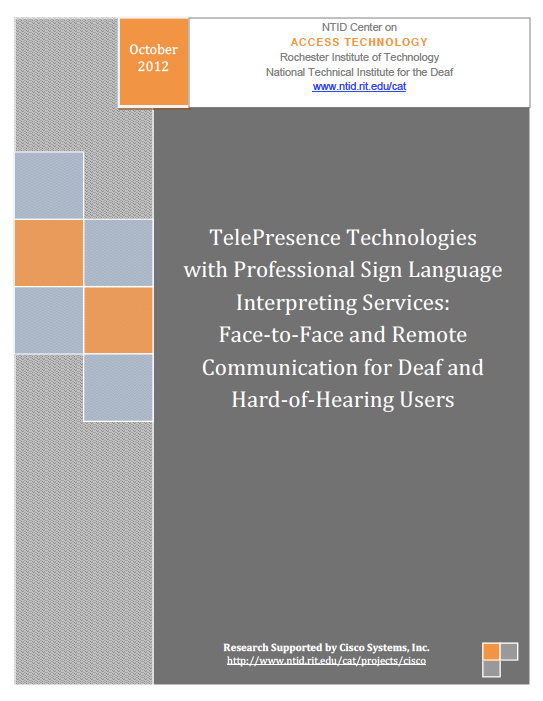 October
2012
NTID Center on
ACCESS TECHNOLOGY
Rochester Institute of Technology
National Technical Institute for the Deaf
www.ntid.rit.edu/cat
TelePresence Technologies
with Professional Sign Language
Interpreting Services:
Face-to-Face and Remote
Communication for Deaf and
Hard-of-Hearing Users
Research Supported by Cisco Systems, Inc.
http://www.ntid.rit.edu/cat/projects/cisco